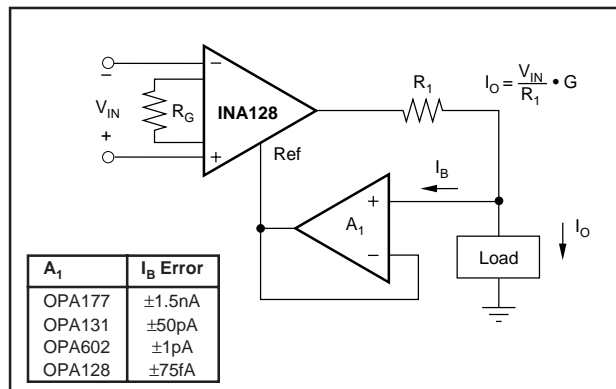 −
−
V_IN
R_G
INA128
+
+
Ref
R_1
I_O = V_IN / R_1 • G
I_B
A_1
+
−
Load
I_O
A_1 I_B Error
OPA177 ±1.5nA
OPA131 ±50pA
OPA602 ±1pA
OPA128 ±75fA